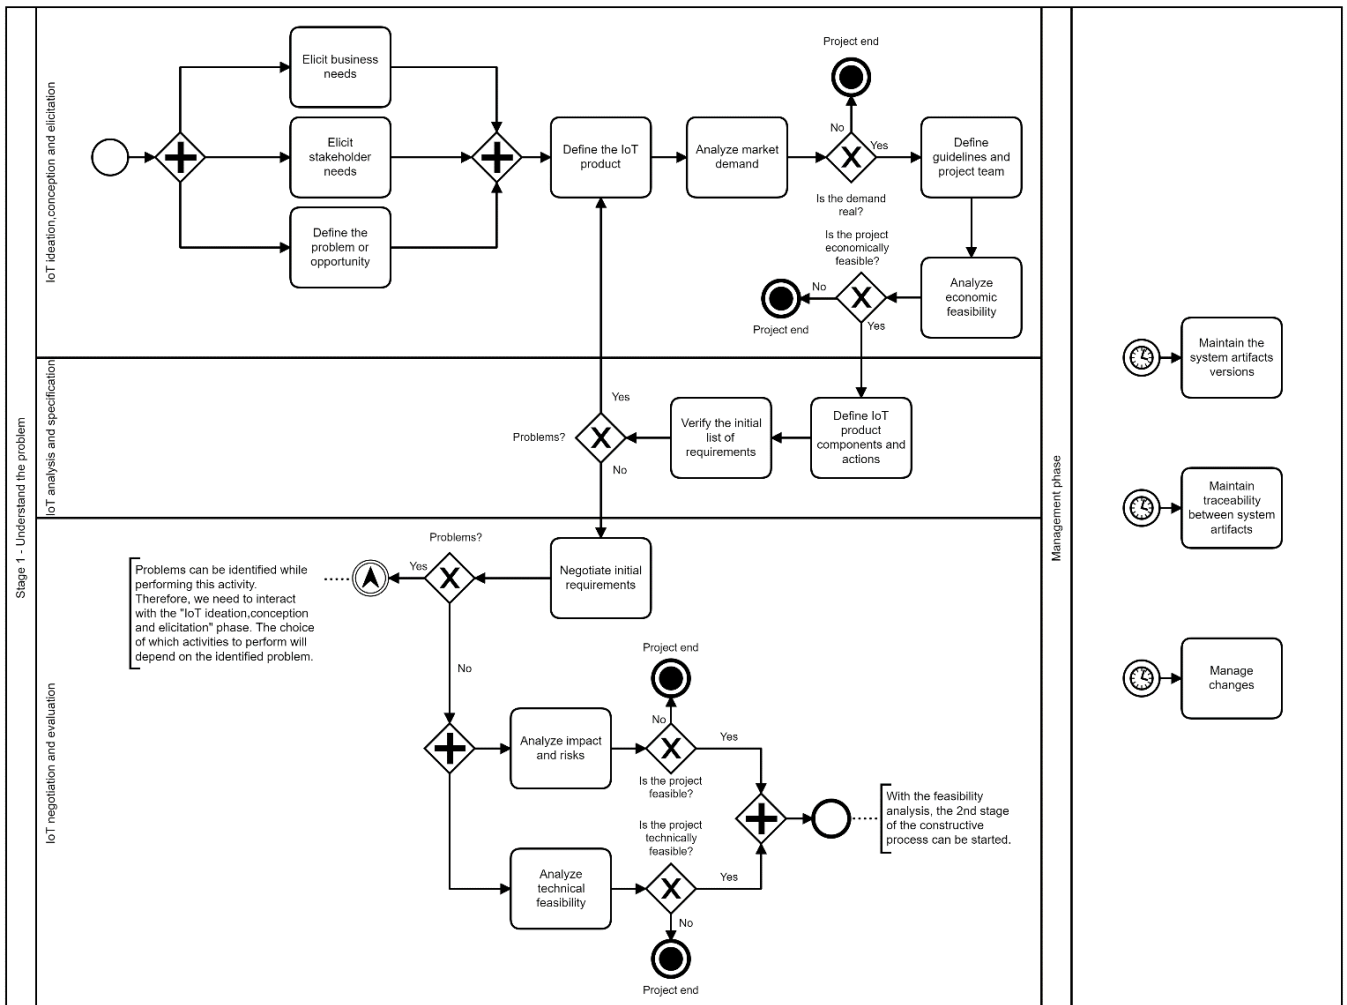 Stage 1 - Understand the problem
IoT ideation,conception and elicitation
Elicit business
needs
Elicit
stakeholder
needs
Define the
problem or
opportunity
Define the IoT
product
Analyze market
demand
Project end
No
Yes
Is the demand
real?
Define
guidelines and
project team
Is the project
economically
feasible?
Analyze
economic
feasibility
No
Project end
Yes
IoT analysis and specification
Yes
Problems?
No
Verify the initial
list of
requirements
Define IoT
product
components and
actions
IoT negotiation and evaluation
Negotiate initial
requirements
Problems?
Yes
Problems can be identified while
performing this activity.
Therefore, we need to interact
with the "IoT ideation,conception
and elicitation" phase. The choice
of which activities to perform will
depend on the identified problem.
No
Analyze impact
and risks
Project end
No
Yes
Is the project
feasible?
Is the project
technically
feasible?
Analyze
technical
feasibility
Yes
No
Project end
With the feasibility
analysis, the 2nd stage
of the constructive
process can be started.
Management phase
Maintain the
system artifacts
versions
Maintain
traceability
between system
artifacts
Manage
changes